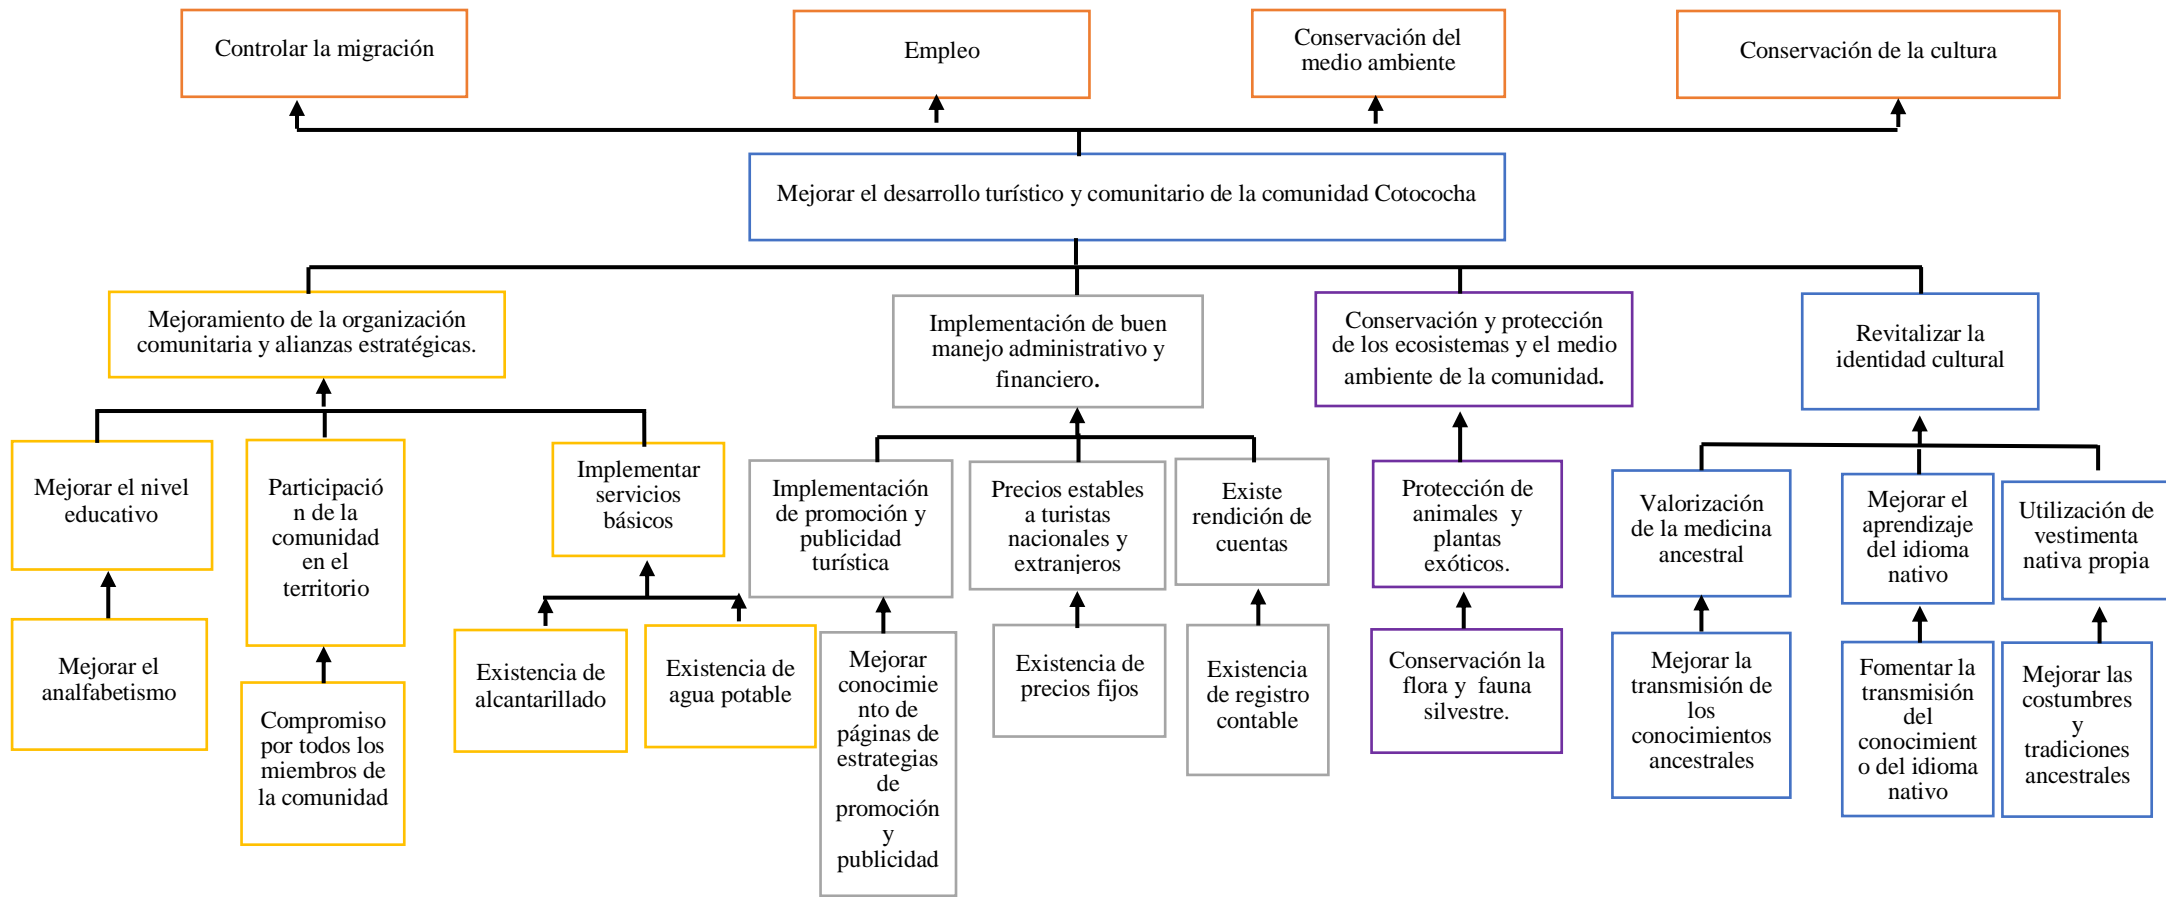 Controlar la migración
Empleo
Conservación del
medio ambiente
Conservación de la cultura
Mejorar el desarrollo turístico y comunitario de la comunidad Cotococha
Mejoramiento de la organización
comunitaria y alianzas estratégicas.
Implementación de buen
manejo administrativo y
financiero.
Conservación y protección
de los ecosistemas y el medio
ambiente de la comunidad.
Revitalizar la
identidad cultural
Mejorar el nivel
educativo
Participació
n de la
comunidad
en el
territorio
Implementar
servicios
básicos
Implementación
de promoción y
publicidad
turística
Precios estables
a turistas
nacionales y
extranjeros
Existe
rendición de
cuentas
Protección de
animales y
plantas
exóticos.
Valorización
de la medicina
ancestral
Mejorar el
aprendizaje
del idioma
nativo
Utilización de
vestimenta
nativa propia
Mejorar el
analfabetismo
Compromiso
por todos los
miembros de
la comunidad
Existencia de
alcantarillado
Existencia de
agua potable
Mejorar
conocimie
nto de
páginas de
estrategias
de
promoción
y
publicidad
Existencia de
precios fijos
Existencia
de registro
contable
Conservación la
flora y fauna
silvestre.
Mejorar la
transmisión de
los
conocimientos
ancestrales
Fomentar la
transmisión
del
conocimient
o del idioma
nativo
Mejorar las
costumbres
y
tradiciones
ancestrales